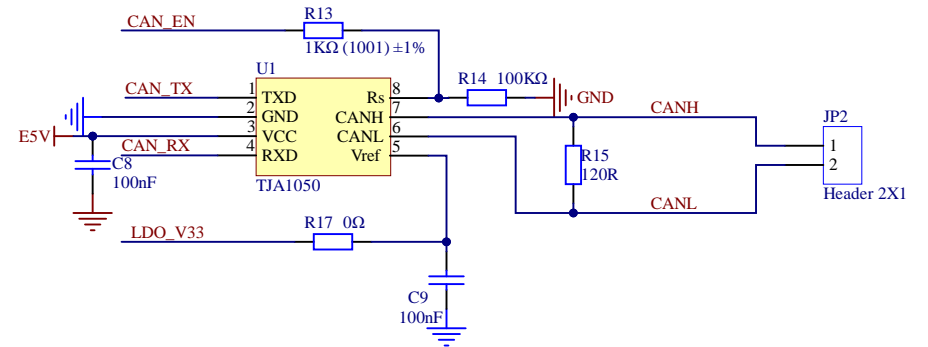 CAN_EN
R13
1KΩ (1001) ±1%
U1
CAN_TX
1
TXD
2
GND
E5V
3
VCC
CAN_RX
4
RXD
C8
100nF
TJA1050
8
Rs
7
CANH
6
CANL
5
Vref
R14 100KΩ
GND
CANH
R15
120R
CANL
JP2
1
2
Header 2X1
LDO_V33
R17 0Ω
C9
100nF